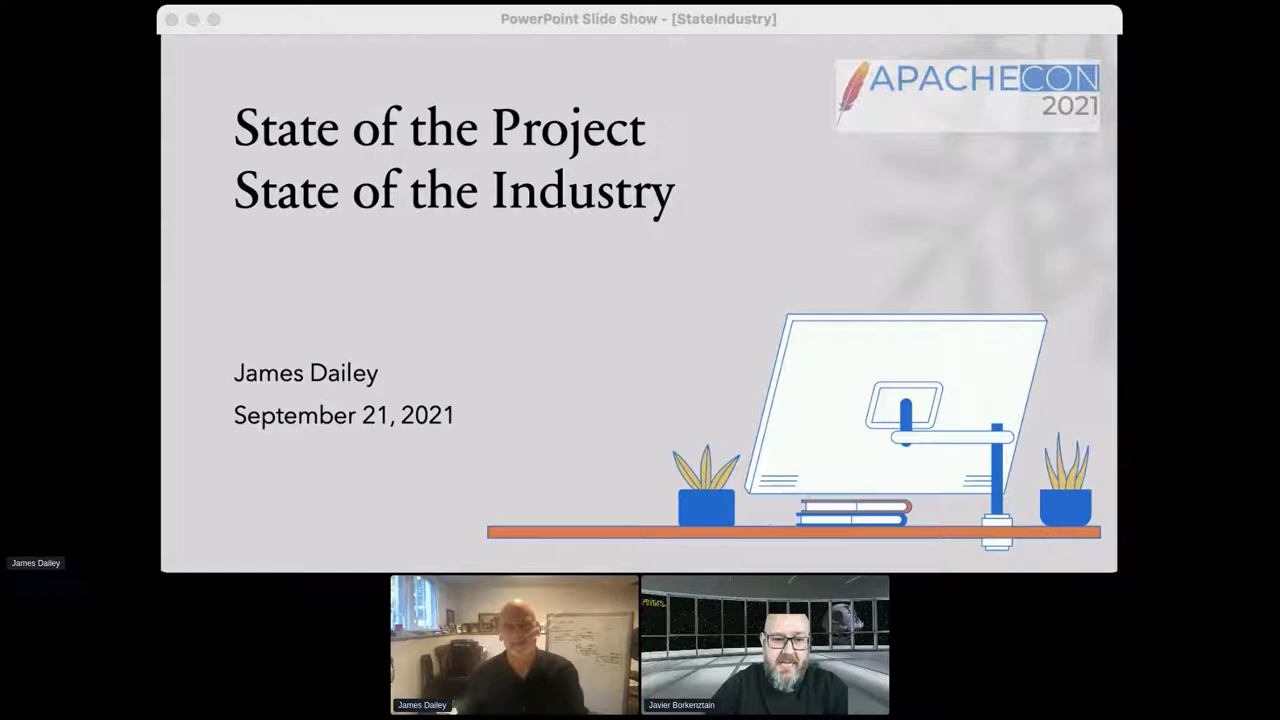 PowerPoint Slide Show - [StateIndustry]
APACHECON
2021
State of the Project
State of the Industry
James Dailey
September 21, 2021
James Dailey
James Dailey
Javier Borkenztain